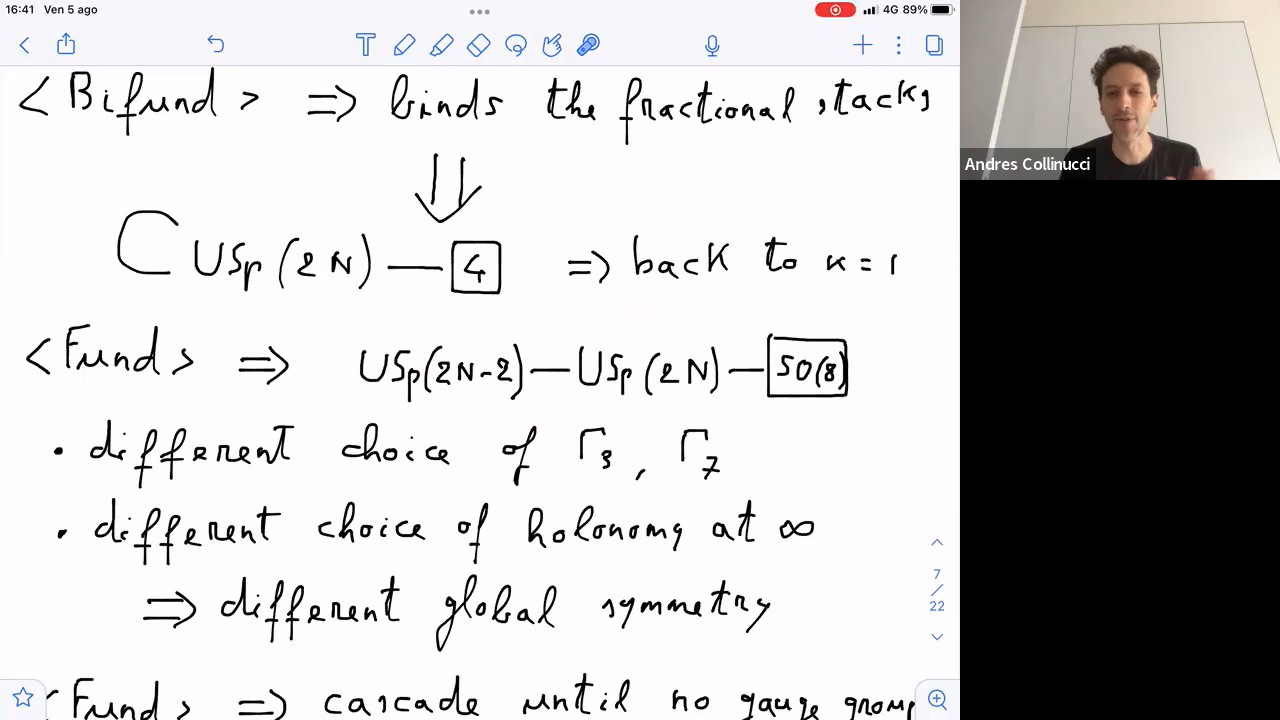 16:41 Ven 5 ago
4G 89%
< Bifund > => binds the fractional stacks
USp(2N) — 4 => back to k = 1
Andres Collinucci
< Fund > => USp(2N-2) — USp(2N) — SO(8)
• different choice of Γ3, Γ7
• different choice of holonomy at ∞
=> different global symmetry
< Fund > => cascade until no gauge group
7
/
22